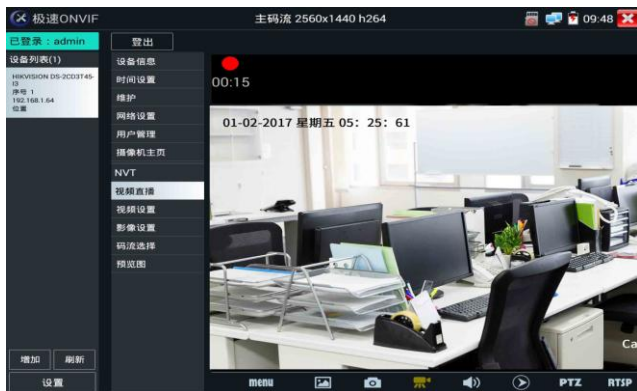 极速ONVIF
主码流 2560x1440 h264
09:48
已登录：admin
登出
设备列表(1)
HIKVISION DS-2CD3T45-I3
序号 1
192.168.1.64
位置
设备信息
时间设置
维护
网络设置
用户管理
摄像机主页
NVT
视频直播
视频设置
影像设置
码流选择
预览图
00:15
01-02-2017 星期五 05：25：61
Ca
增加
刷新
设置
menu
PTZ
RTSP